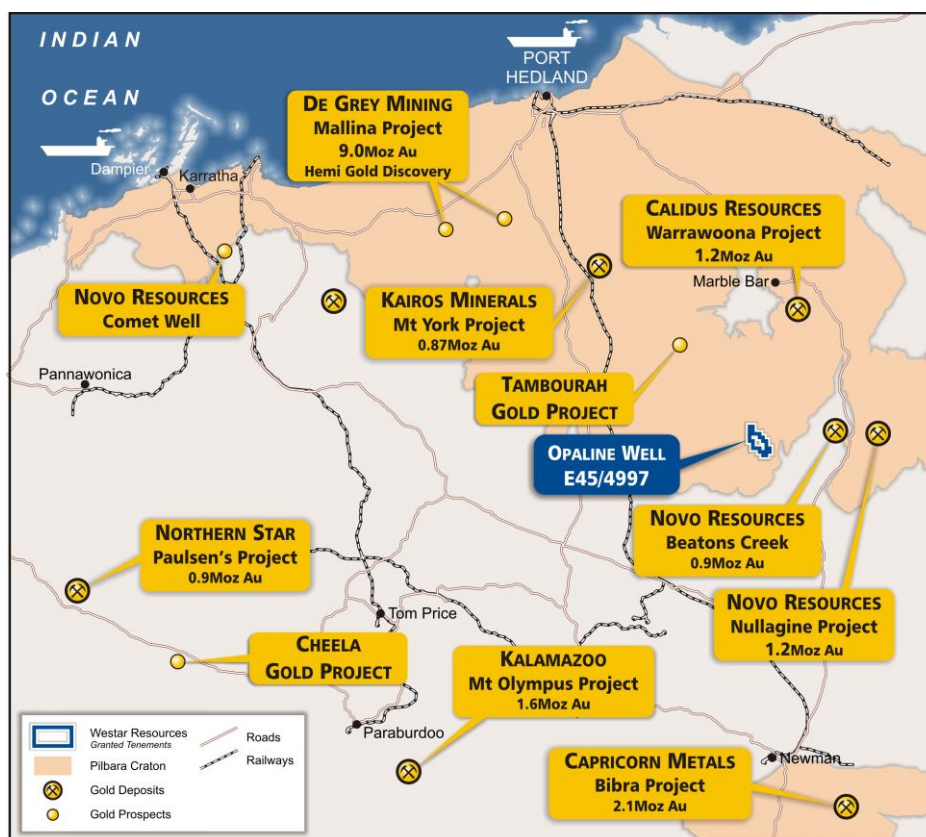 INDIAN
OCEAN
PORT
HEDLAND
DE GREY MINING
Mallina Project
9.0Moz Au
Hemi Gold Discovery
Dampier
Karratha
CALIDUS RESOURCES
Warrawoona Project
1.2Moz Au
Marble Bar
NOVO RESOURCES
Comet Well
KAIROS MINERALS
Mt York Project
0.87Moz Au
Pannawonica
TAMBOURAH
GOLD PROJECT
OPALINE WELL
E45/4997
NOVO RESOURCES
Beatons Creek
0.9Moz Au
NORTHERN STAR
Paulsen's Project
0.9Moz Au
NOVO RESOURCES
Nullagine Project
1.2Moz Au
Tom Price
CHEELA
GOLD PROJECT
KALAMAZOO
Mt Olympus Project
1.6Moz Au
Paraburdoo
CAPRICORN METALS
Bibra Project
2.1Moz Au
Newman
Westar Resources
Granted Tenements
Pilbara Craton
Gold Deposits
Gold Prospects
Roads
Railways